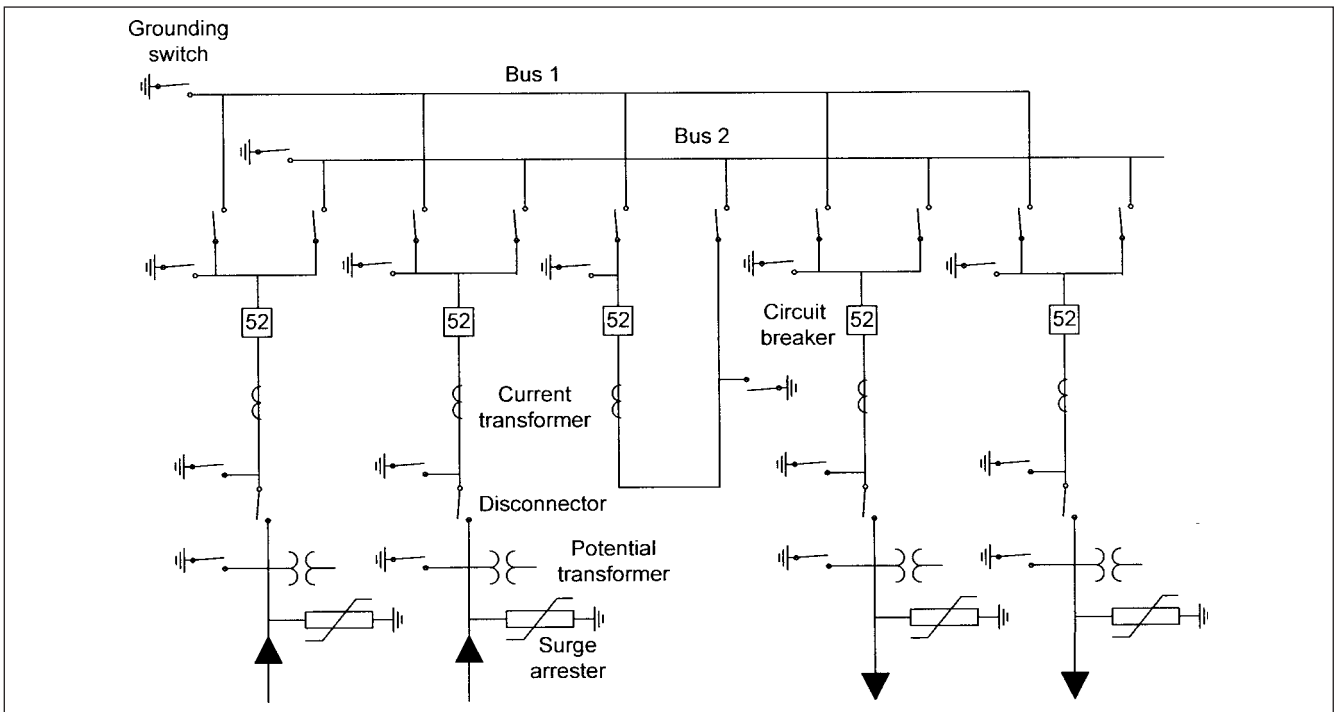 Grounding
switch
Bus 1
Bus 2
52
52
52
Circuit
breaker
52
52
Current
transformer
Disconnector
Potential
transformer
Surge
arrester